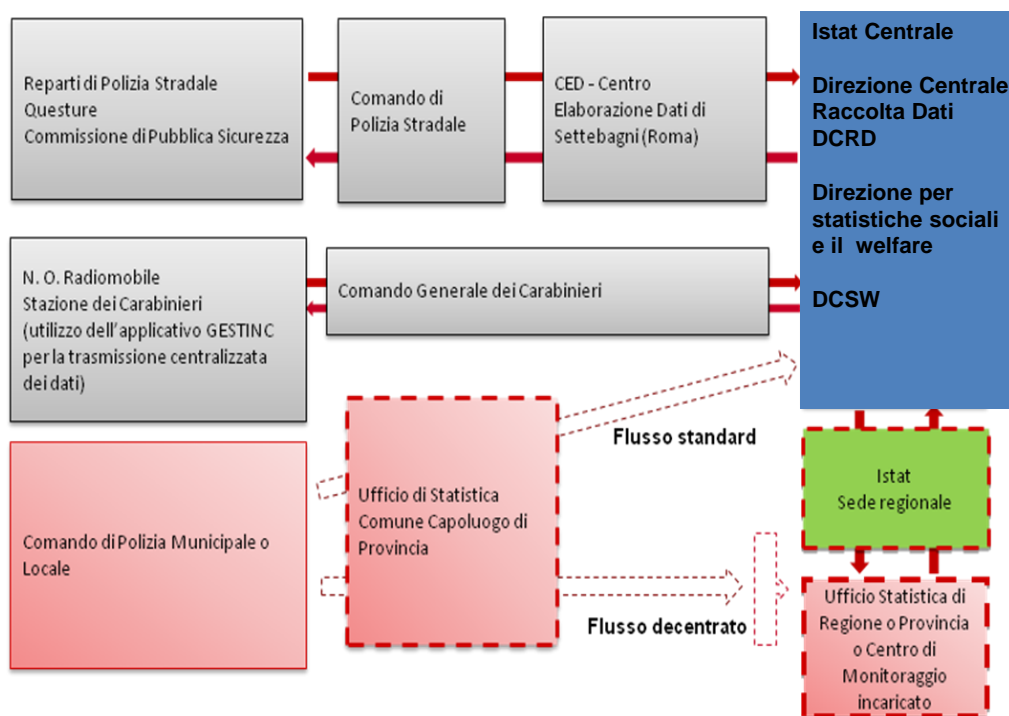 Reparti di Polizia Stradale
Questure
Commissione di Pubblica Sicurezza
Comando di
Polizia Stradale
CED - Centro
Elaborazione Dati di
Settebagni (Roma)
Istat Centrale
Direzione Centrale
Raccolta Dati
DCRD
Direzione per
statistiche sociali
e il welfare
DCSW
N. O. Radiomobile
Stazione dei Carabinieri
(utilizzo dell'applicativo GESTINC
per la trasmissione centralizzata
dei dati)
Comando Generale dei Carabinieri
Comando di Polizia Municipale o
Locale
Ufficio di Statistica
Comune Capoluogo di
Provincia
Flusso standard
Flusso decentrato
Istat
Sede regionale
Ufficio Statistica di
Regione o Provincia
o Centro di
Monitoraggio
incaricato